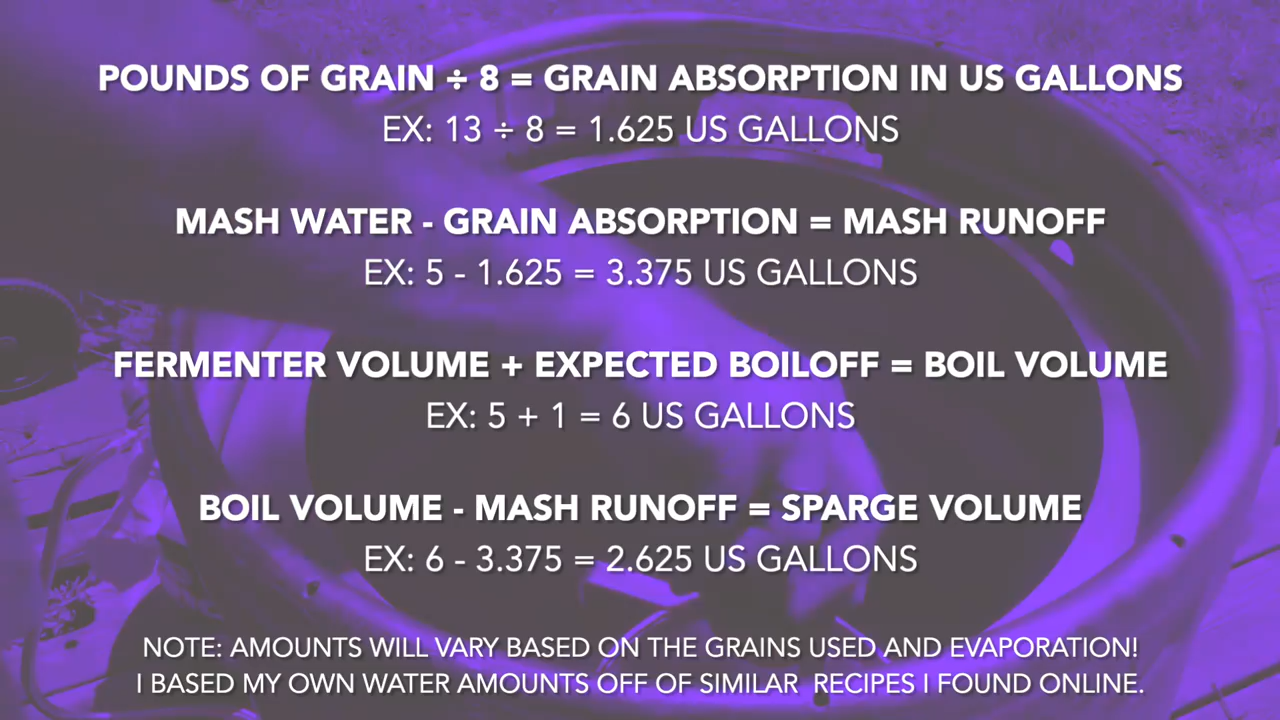 POUNDS OF GRAIN ÷ 8 = GRAIN ABSORPTION IN US GALLONS
EX: 13 ÷ 8 = 1.625 US GALLONS
MASH WATER - GRAIN ABSORPTION = MASH RUNOFF
EX: 5 - 1.625 = 3.375 US GALLONS
FERMENTER VOLUME + EXPECTED BOILOFF = BOIL VOLUME
EX: 5 + 1 = 6 US GALLONS
BOIL VOLUME - MASH RUNOFF = SPARGE VOLUME
EX: 6 - 3.375 = 2.625 US GALLONS
NOTE: AMOUNTS WILL VARY BASED ON THE GRAINS USED AND EVAPORATION!
I BASED MY OWN WATER AMOUNTS OFF OF SIMILAR  RECIPES I FOUND ONLINE.